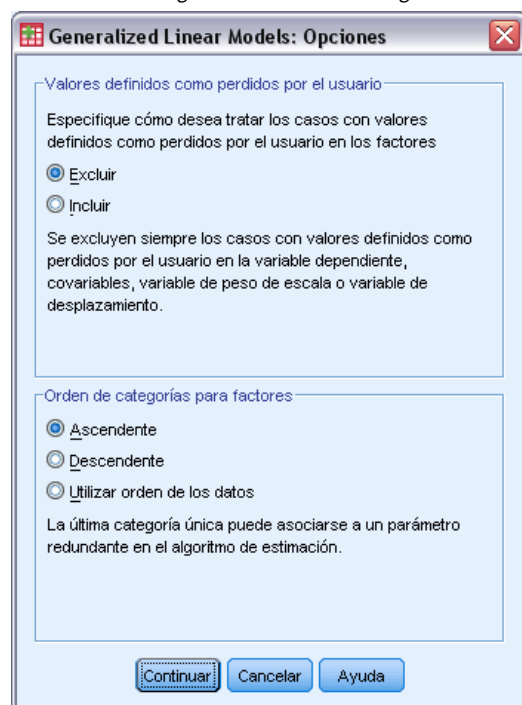 Generalized Linear Models: Opciones
Valores definidos como perdidos por el usuario
Especifique cómo desea tratar los casos con valores
definidos como perdidos por el usuario en los factores
Excluir
Incluir
Se excluyen siempre los casos con valores definidos como
perdidos por el usuario en la variable dependiente,
covariables, variable de peso de escala o variable de
desplazamiento.
Orden de categorías para factores
Ascendente
Descendente
Utilizar orden de los datos
La última categoría única puede asociarse a un parámetro
redundante en el algoritmo de estimación.
Continuar Cancelar Ayuda